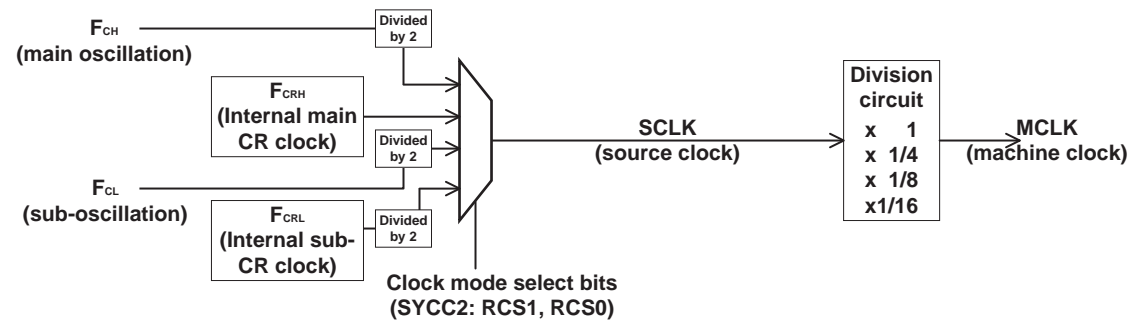 FCH
(main oscillation)
Divided
by 2
FCRH
(Internal main
CR clock)
Divided
by 2
FCL
(sub-oscillation)
FCRL
(Internal sub-
CR clock)
Divided
by 2
Clock mode select bits
(SYCC2: RCS1, RCS0)
SCLK
(source clock)
Division
circuit
x 1
x 1/4
x 1/8
x1/16
MCLK
(machine clock)